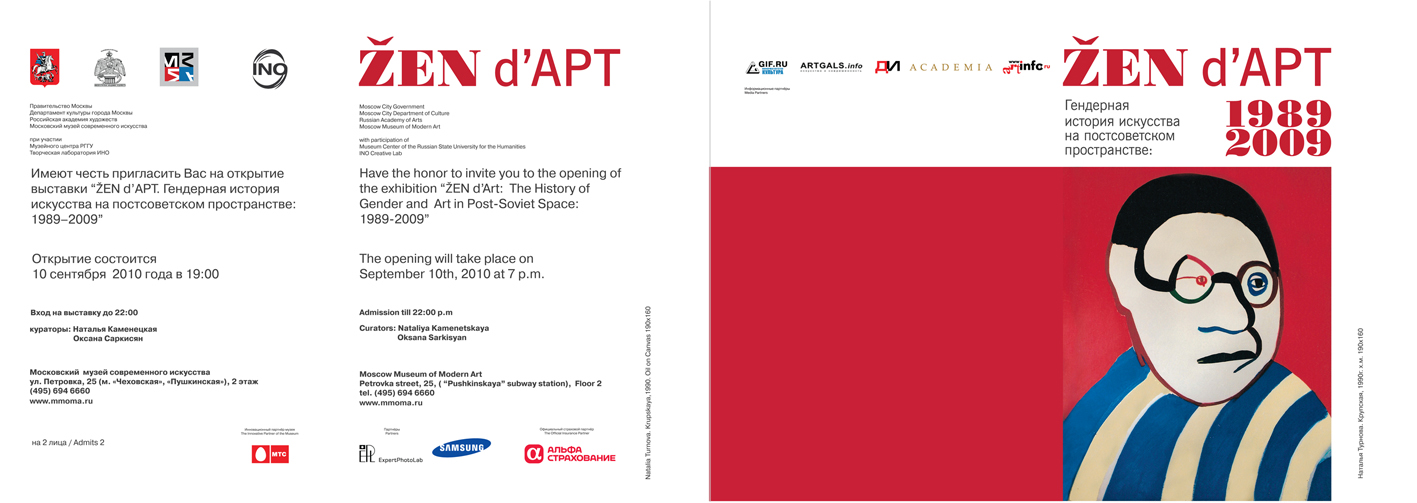 INO
ŽEN d’АРТ
Правительство Москвы
Департамент культуры города Москвы
Российская академия художеств
Московский музей современного искусства
при участии
Музейного центра РГГУ
Творческая лаборатория ИНО
Имеют честь пригласить Вас на открытие
выставки “ŽEN d’АРТ. Гендерная история
искусства на постсоветском пространстве:
1989–2009”
Открытие состоится
10 сентября 2010 года в 19:00
Вход на выставку до 22:00
кураторы: Наталья Каменецкая
Оксана Саркисян
Московский музей современного искусства
ул. Петровка, 25 (м. «Чеховская», «Пушкинская»), 2 этаж
(495) 694 6660
www.mmoma.ru
на 2 лица / Admits 2
Инновационный партнёр музея
The Innovative Partner of the Museum
МТС
Moscow City Government
Moscow City Department of Culture
Russian Academy of Arts
Moscow Museum of Modern Art
with participation of
Museum Center of the Russian State University for the Humanities
INO Creative Lab
Have the honor to invite you to the opening of
the exhibition “ŽEN d’Art: The History of
Gender and Art in Post-Soviet Space:
1989-2009”
The opening will take place on
September 10th, 2010 at 7 p.m.
Admission till 22:00 p.m
Curators: Nataliya Kamenetskaya
Oksana Sarkisyan
Moscow Museum of Modern Art
Petrovka street, 25, ( “Pushkinskaya” subway station), Floor 2
tel. (495) 694 6660
www.mmoma.ru
Партнёры
Partners
ExpertPhotoLab
SAMSUNG
Официальный страховой партнёр
The Official Insurance Partner
АЛЬФА
СТРАХОВАНИЕ
Natalia Turnova. Krupskaya,1990. Oil on Canvas 190x160
GIF.RU
ARTGALS.info
ДИ
ACADEMIA
Информационные партнёры
Media Partners
ŽEN d’АРТ
Гендерная
история искусства
на постсоветском
пространстве:
1989
2009
Наталья Турнова. Крупская, 1990г. х.м. 190x160